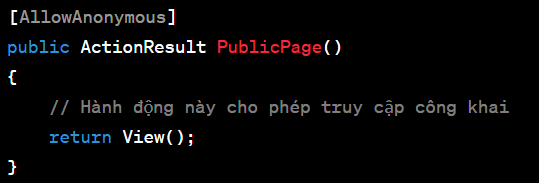 [AllowAnonymous]
public ActionResult PublicPage()
{
    // Hành động này cho phép truy cập công khai
    return View();
}